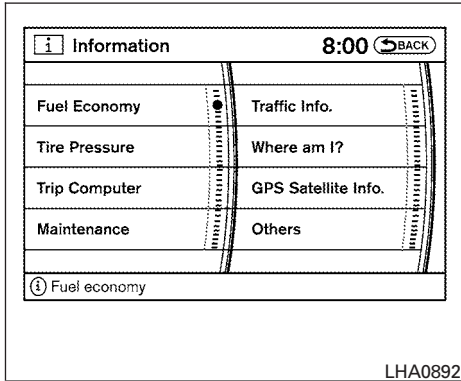 i Information 8:00 BACK
Fuel Economy Traffic Info.
Tire Pressure Where am I?
Trip Computer GPS Satellite Info.
Maintenance Others
i Fuel economy
LHA0892